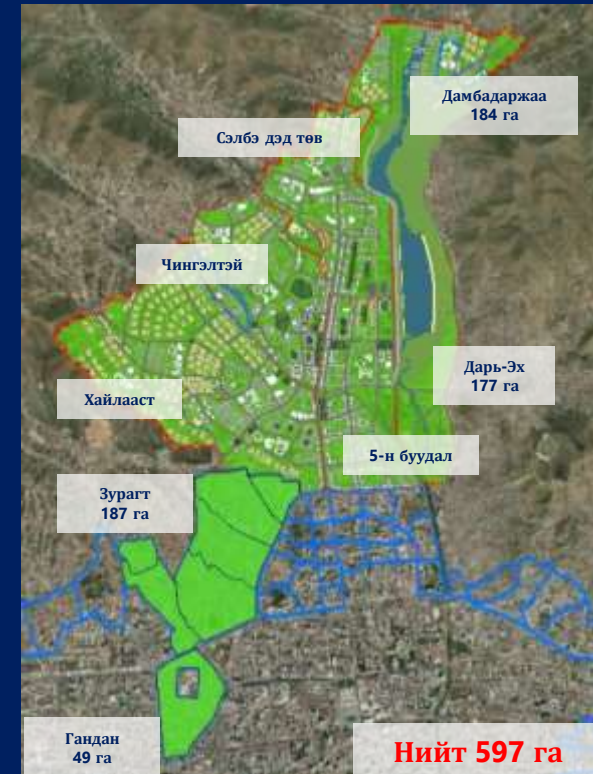 Дамбадаржаа
184 га
Сэлбэ дэд төв
Чингэлтэй
Дарь-Эх
177 га
Хайлааст
5-н буудал
Зурагт
187 га
Гандан
49 га
Нийт 597 га